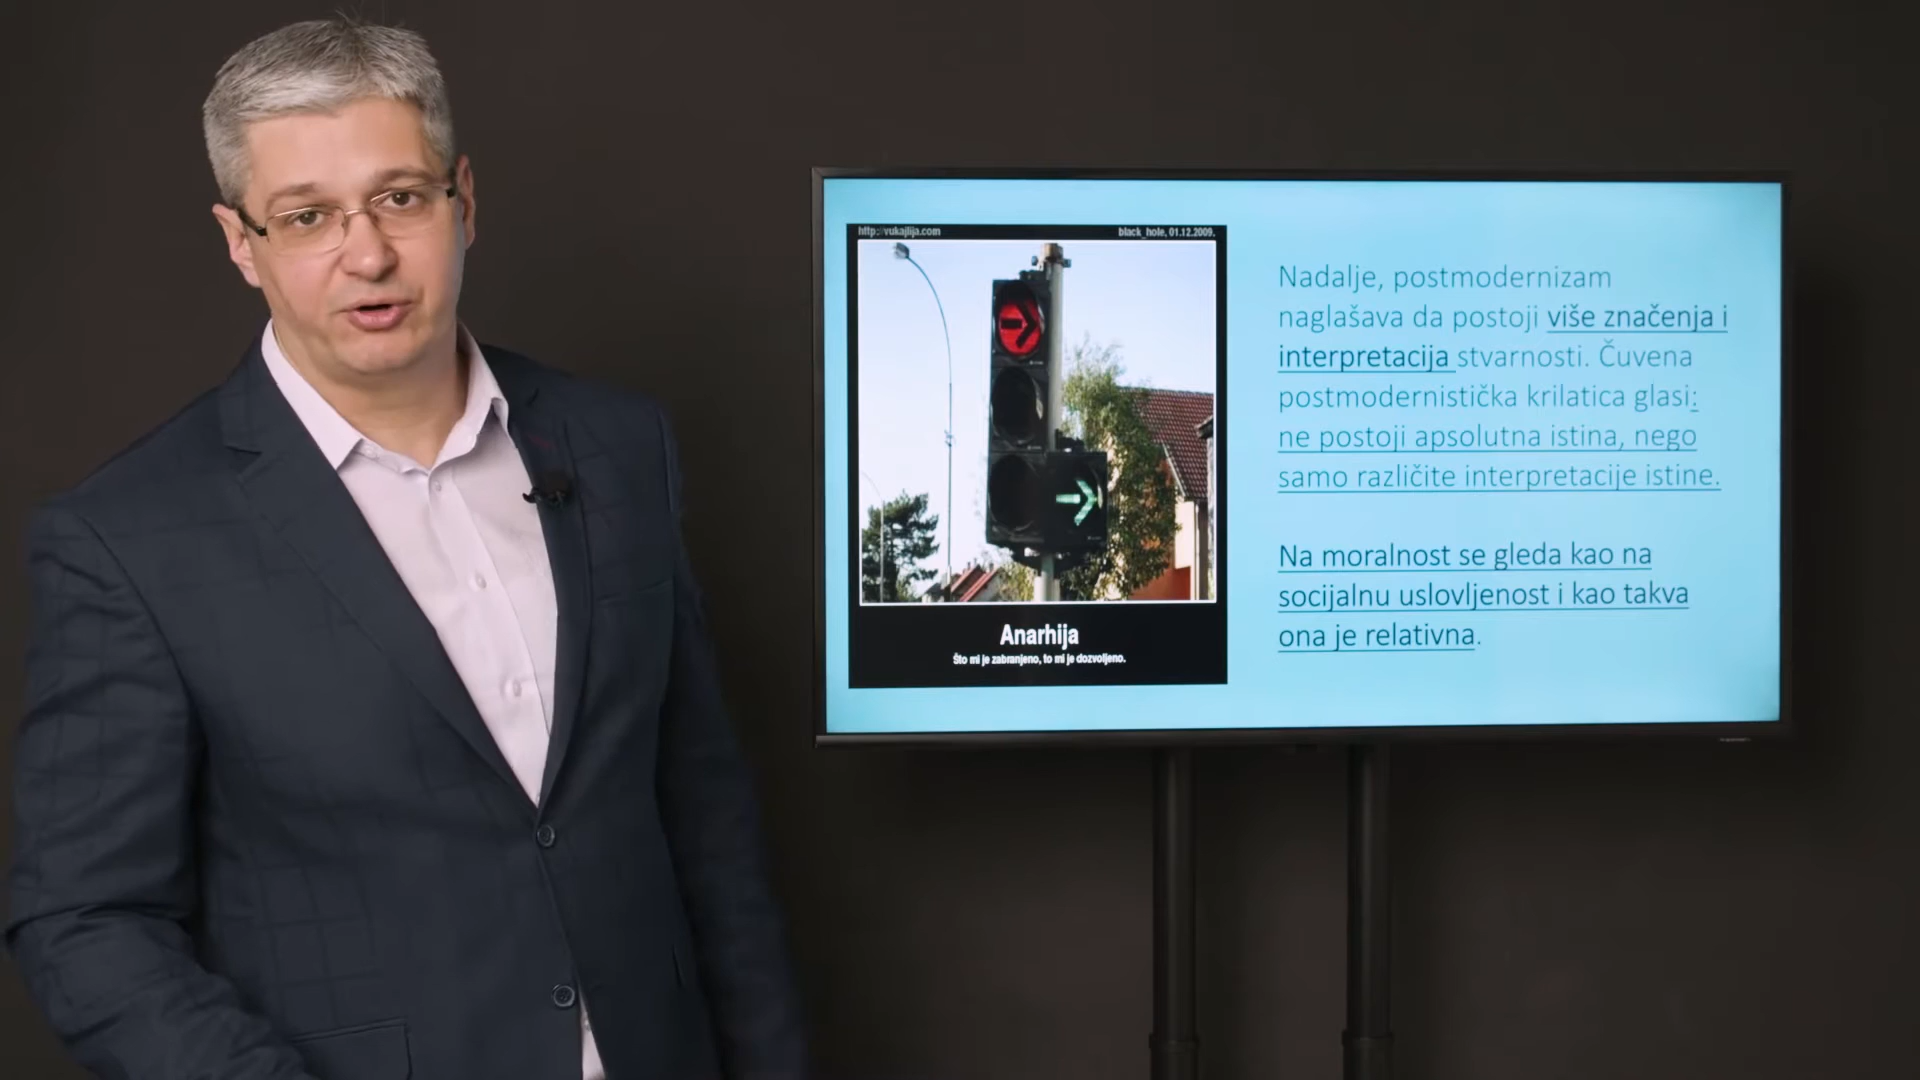 http://vukajlija.com
black_hole, 01.12.2009.
Anarhija
Što mi je zabranjeno, to mi je dozvoljeno.
Nadalje, postmodernizam
naglašava da postoji više značenja i
interpretacija stvarnosti. Čuvena
postmodernistička krilatica glasi:
ne postoji apsolutna istina, nego
samo različite interpretacije istine.
Na moralnost se gleda kao na
socijalnu uslovljenost i kao takva
ona je relativna.